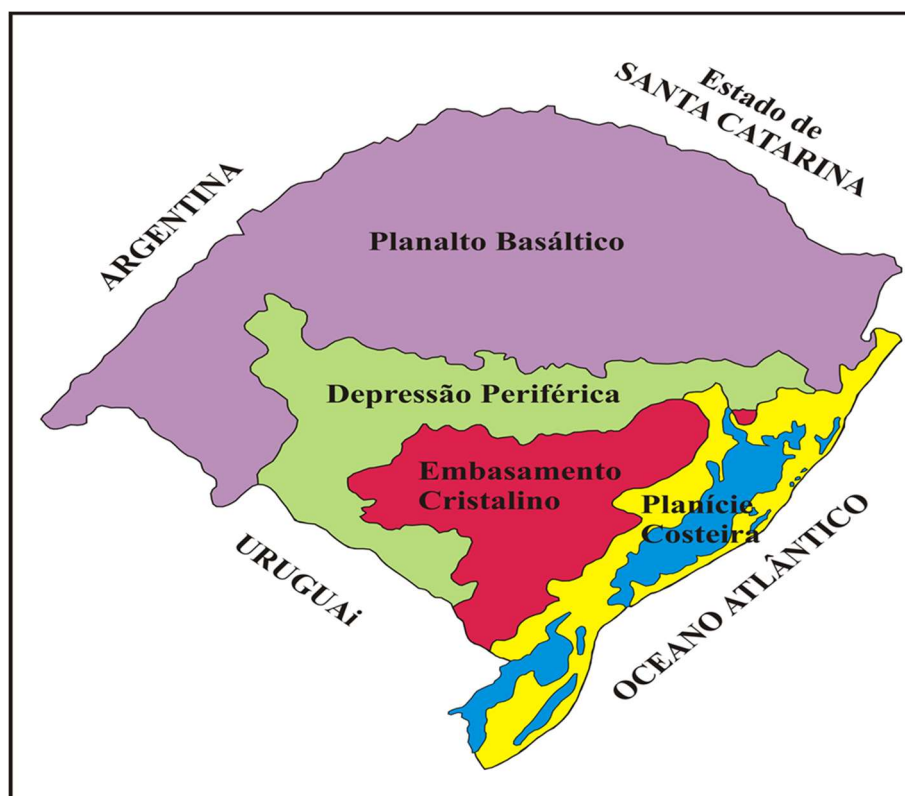 Estado de
SANTA CATARINA
ARGENTINA
Planalto Basáltico
Depressão Periférica
Embasamento
Cristalino
Planície
Costeira
URUGUAi
OCEANO ATLÂNTICO